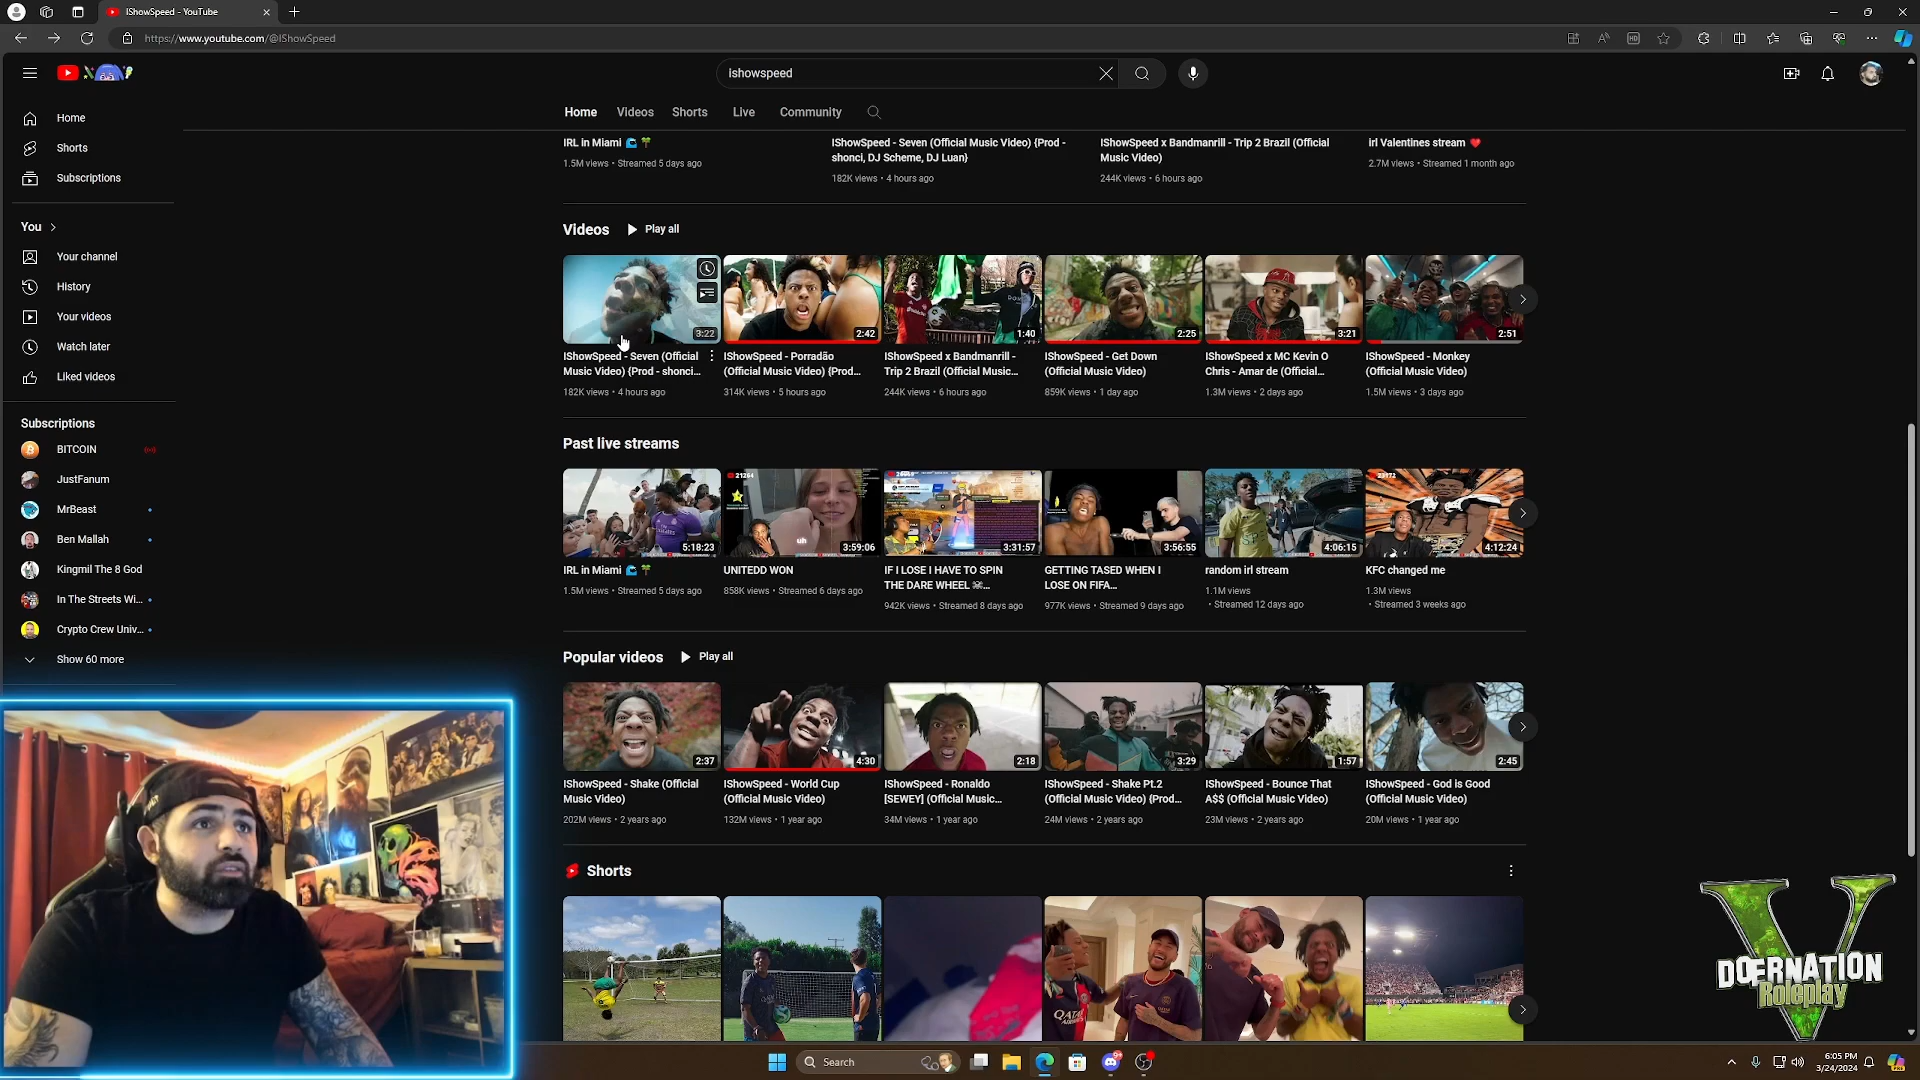 IShowSpeed - YouTube
https://www.youtube.com/@IShowSpeed
ishowspeed
Home
Shorts
Subscriptions
You
Your channel
History
Your videos
Watch later
Liked videos
Subscriptions
BITCOIN
JustFanum
MrBeast
Ben Mallah
Kingmil The 8 God
In The Streets Wi...
Crypto Crew Univ...
Show 60 more
Home Videos Shorts Live Community
IRL in Miami
1.5M views • Streamed 5 days ago
IShowSpeed - Seven (Official Music Video) {Prod -
shonci, DJ Scheme, DJ Luan}
182K views • 4 hours ago
IShowSpeed x Bandmanrill - Trip 2 Brazil (Official
Music Video)
244K views • 6 hours ago
irl Valentines stream
2.7M views • Streamed 1 month ago
Videos Play all
3:22
IShowSpeed - Seven (Official
Music Video) {Prod - shonci...
182K views • 4 hours ago
2:42
IShowSpeed - Porradão
(Official Music Video) {Prod...
314K views • 5 hours ago
1:40
IShowSpeed x Bandmanrill -
Trip 2 Brazil (Official Music...
244K views • 6 hours ago
2:25
IShowSpeed - Get Down
(Official Music Video)
859K views • 1 day ago
3:21
IShowSpeed x MC Kevin O
Chris - Amar de (Official...
1.3M views • 2 days ago
2:51
IShowSpeed - Monkey
(Official Music Video)
1.5M views • 3 days ago
Past live streams
5:18:23
IRL in Miami
1.5M views • Streamed 5 days ago
21264
uh
3:59:06
UNITEDD WON
858K views • Streamed 6 days ago
3:31:57
IF I LOSE I HAVE TO SPIN
THE DARE WHEEL ☠...
942K views • Streamed 8 days ago
3:56:55
GETTING TASED WHEN I
LOSE ON FIFA...
977K views • Streamed 9 days ago
4:06:15
random irl stream
1.1M views
• Streamed 12 days ago
4:12:24
KFC changed me
1.3M views
• Streamed 3 weeks ago
Popular videos Play all
2:37
IShowSpeed - Shake (Official
Music Video)
202M views • 2 years ago
4:30
IShowSpeed - World Cup
(Official Music Video)
132M views • 1 year ago
2:18
IShowSpeed - Ronaldo
[SEWEY] (Official Music...
34M views • 1 year ago
3:29
IShowSpeed - Shake Pt.2
(Official Music Video) {Prod...
24M views • 2 years ago
1:57
IShowSpeed - Bounce That
A$$ (Official Music Video)
23M views • 2 years ago
2:45
IShowSpeed - God is Good
(Official Music Video)
20M views • 1 year ago
Shorts
QATAR
AIRWAYS
QATAR
V
DOERNATION
Roleplay
Search
6:05 PM
3/24/2024